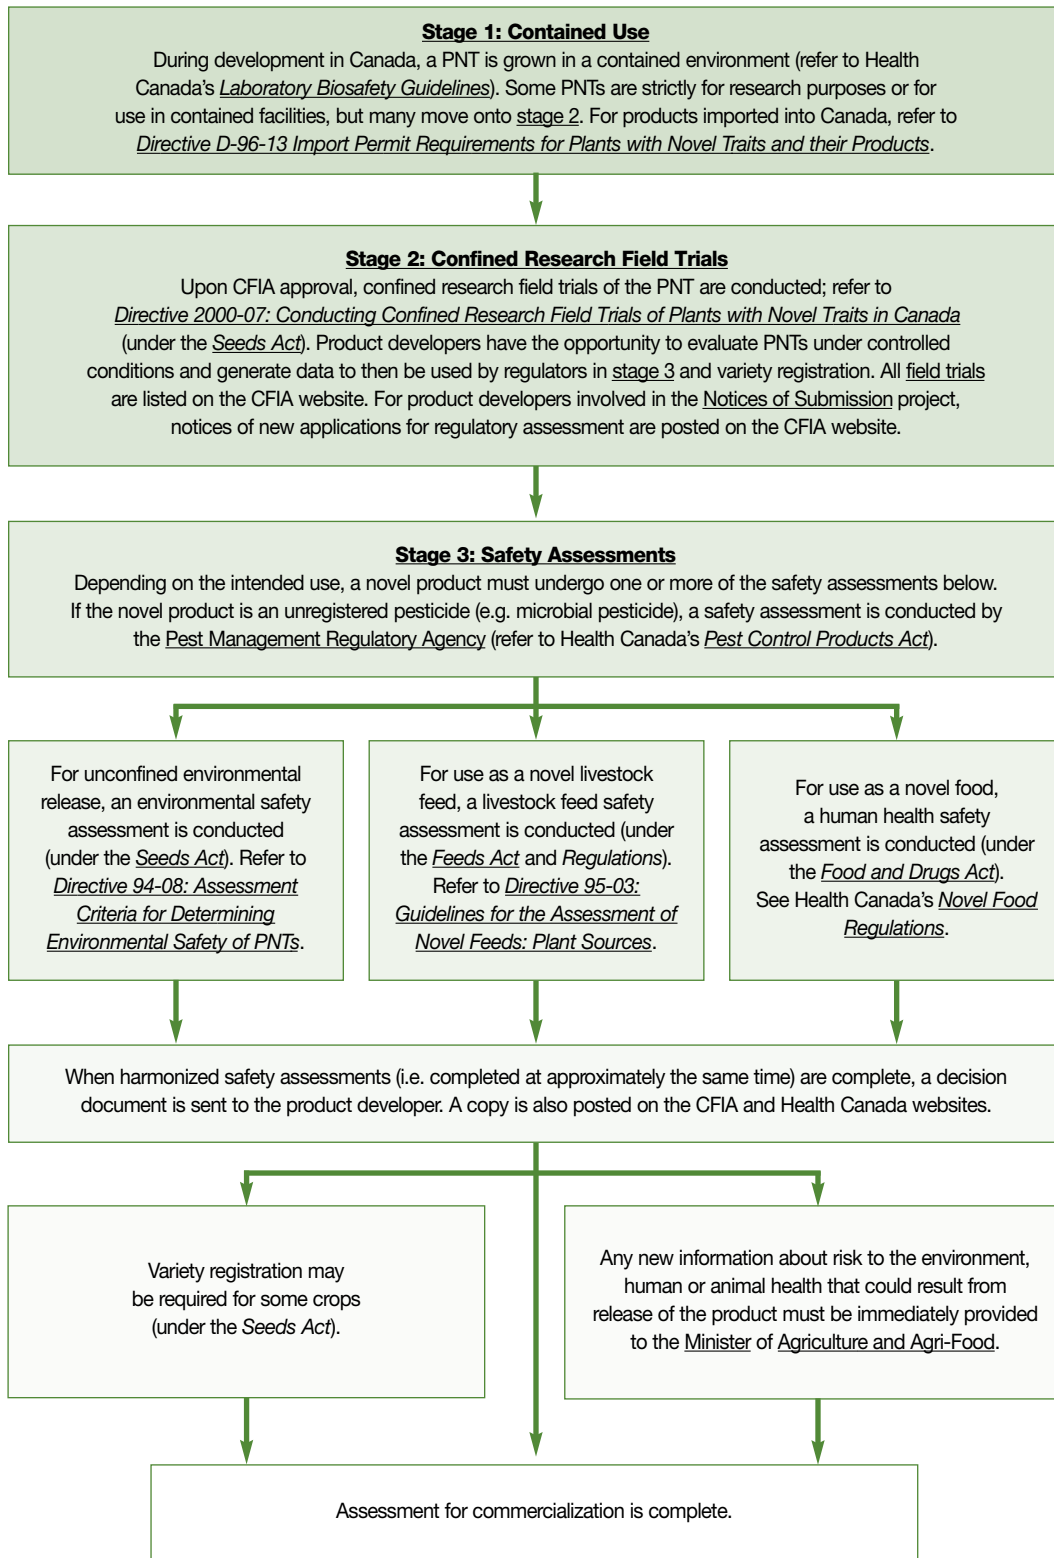 Stage 1: Contained Use
During development in Canada, a PNT is grown in a contained environment (refer to Health
Canada's Laboratory Biosafety Guidelines). Some PNTs are strictly for research purposes or for
use in contained facilities, but many move onto stage 2. For products imported into Canada, refer to
Directive D-96-13 Import Permit Requirements for Plants with Novel Traits and their Products.
Stage 2: Confined Research Field Trials
Upon CFIA approval, confined research field trials of the PNT are conducted; refer to
Directive 2000-07: Conducting Confined Research Field Trials of Plants with Novel Traits in Canada
(under the Seeds Act). Product developers have the opportunity to evaluate PNTs under controlled
conditions and generate data to then be used by regulators in stage 3 and variety registration. All field trials
are listed on the CFIA website. For product developers involved in the Notices of Submission project,
notices of new applications for regulatory assessment are posted on the CFIA website.
Stage 3: Safety Assessments
Depending on the intended use, a novel product must undergo one or more of the safety assessments below.
If the novel product is an unregistered pesticide (e.g. microbial pesticide), a safety assessment is conducted by
the Pest Management Regulatory Agency (refer to Health Canada's Pest Control Products Act).
For unconfined environmental
release, an environmental safety
assessment is conducted
(under the Seeds Act). Refer to
Directive 94-08: Assessment
Criteria for Determining
Environmental Safety of PNTs.
For use as a novel livestock
feed, a livestock feed safety
assessment is conducted (under
the Feeds Act and Regulations).
Refer to Directive 95-03:
Guidelines for the Assessment of
Novel Feeds: Plant Sources.
For use as a novel food,
a human health safety
assessment is conducted (under
the Food and Drugs Act).
See Health Canada's Novel Food
Regulations.
When harmonized safety assessments (i.e. completed at approximately the same time) are complete, a decision
document is sent to the product developer. A copy is also posted on the CFIA and Health Canada websites.
Variety registration may
be required for some crops
(under the Seeds Act).
Any new information about risk to the environment,
human or animal health that could result from
release of the product must be immediately provided
to the Minister of Agriculture and Agri-Food.
Assessment for commercialization is complete.